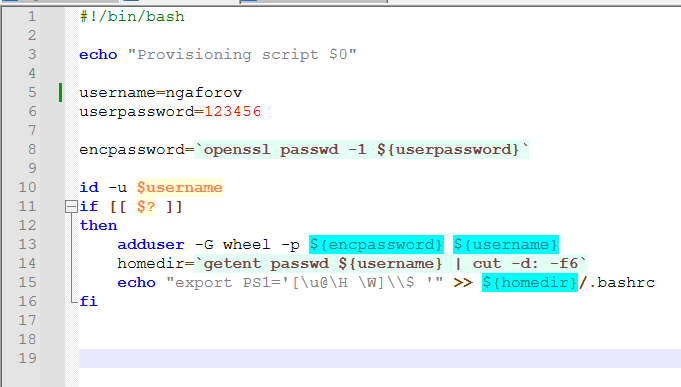 1 #!/bin/bash
2
3 echo "Provisioning script $0"
4
5 username=ngaforov
6 userpassword=123456
7
8 encpassword=`openssl passwd -1 ${userpassword}`
9
10 id -u $username
11 if [[ $? ]]
12 then
13 adduser -G wheel -p ${encpassword} ${username}
14 homedir=`getent passwd ${username} | cut -d: -f6`
15 echo "export PS1='[\u@\H \W]\\$ '" >> ${homedir}/.bashrc
16 fi
17
18
19